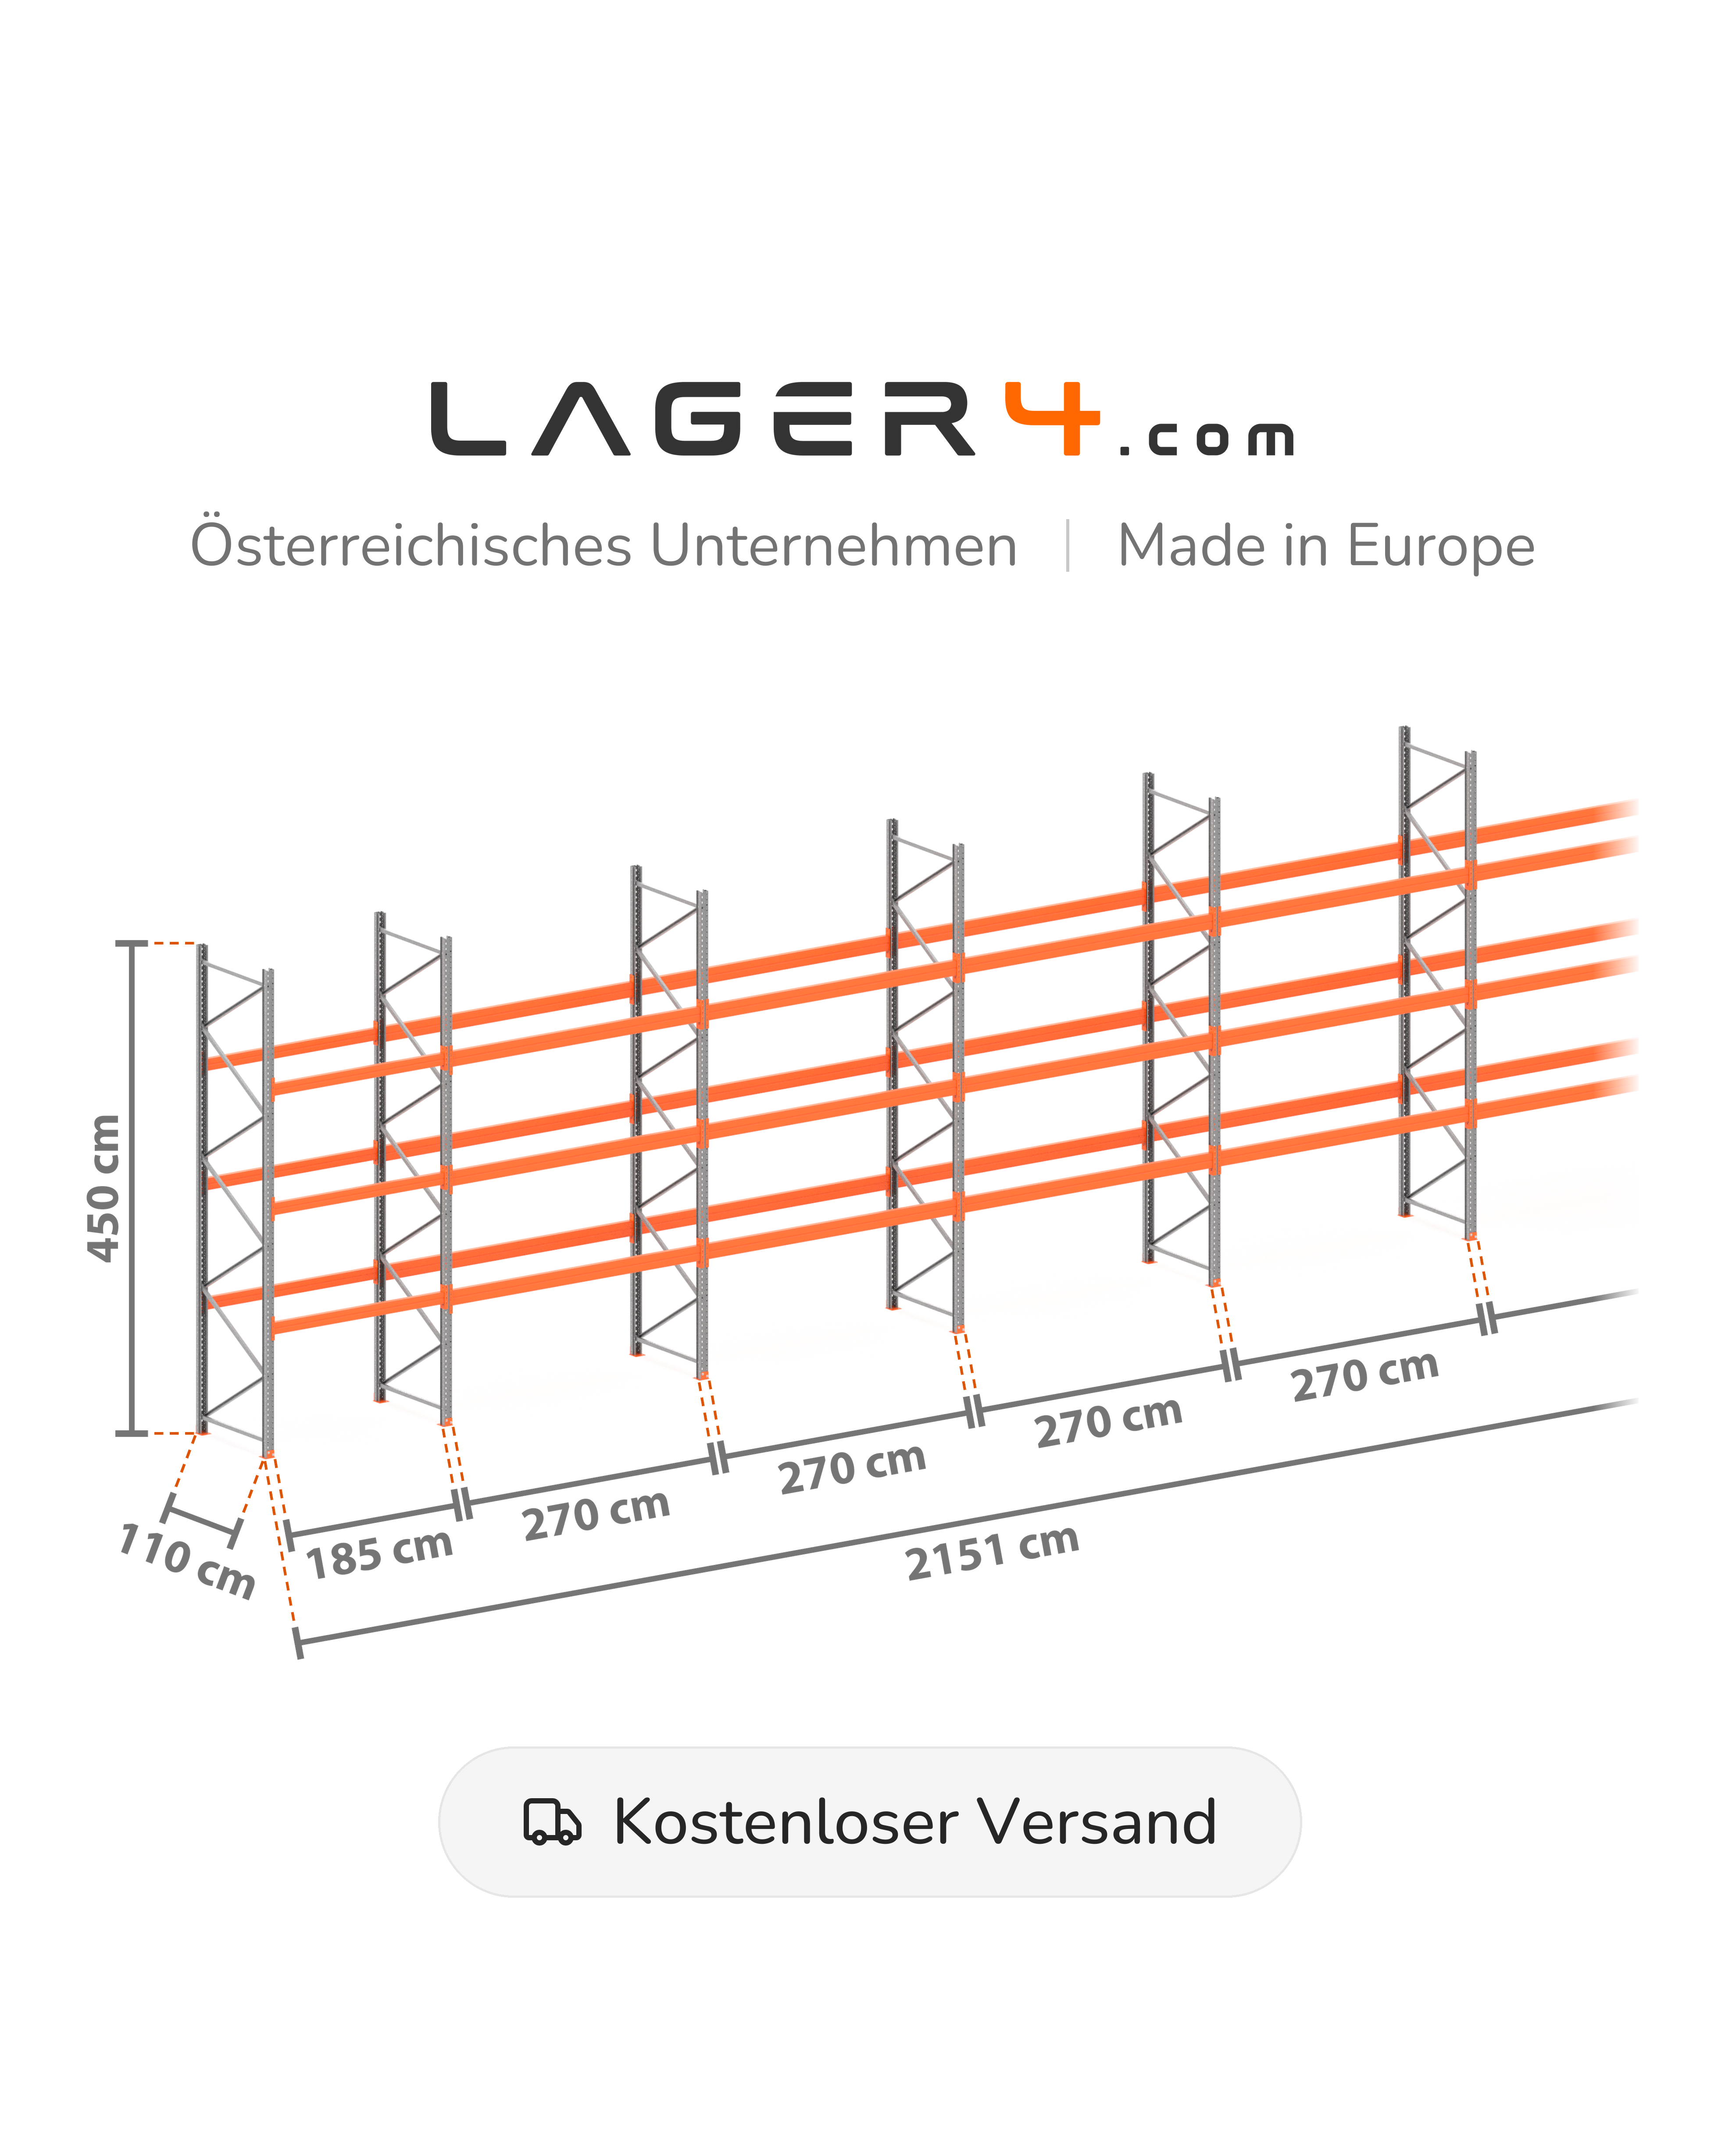 LAGER4.com
Österreichisches Unternehmen | Made in Europe
450 cm
110 cm
185 cm
270 cm
270 cm
270 cm
270 cm
2151 cm
Kostenloser Versand